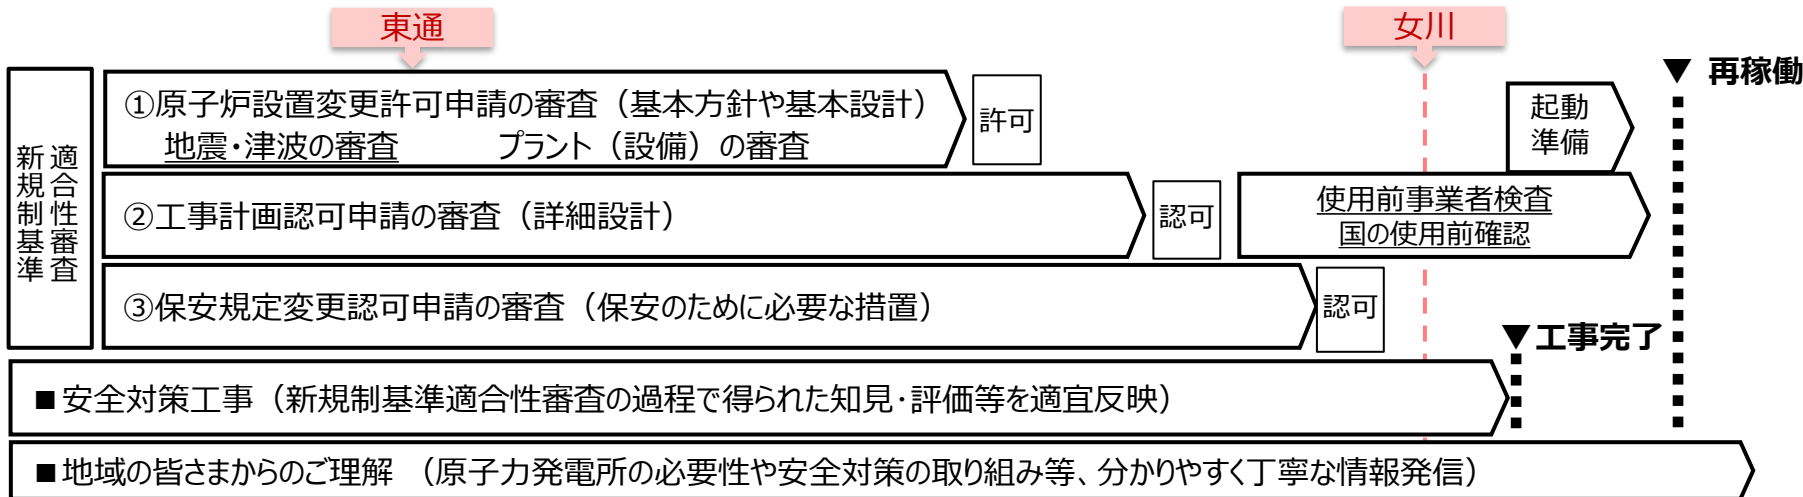 東通
女川
▼ 再稼働
新規制基準
適合性審査
①原子炉設置変更許可申請の審査（基本方針や基本設計）
地震・津波の審査　　　プラント（設備）の審査
許可
起動
準備
②工事計画認可申請の審査（詳細設計）
認可
使用前事業者検査
国の使用前確認
③保安規定変更認可申請の審査（保安のために必要な措置）
認可
▼工事完了
■安全対策工事（新規制基準適合性審査の過程で得られた知見・評価等を適宜反映）
■地域の皆さまからのご理解　（原子力発電所の必要性や安全対策の取り組み等、分かりやすく丁寧な情報発信）